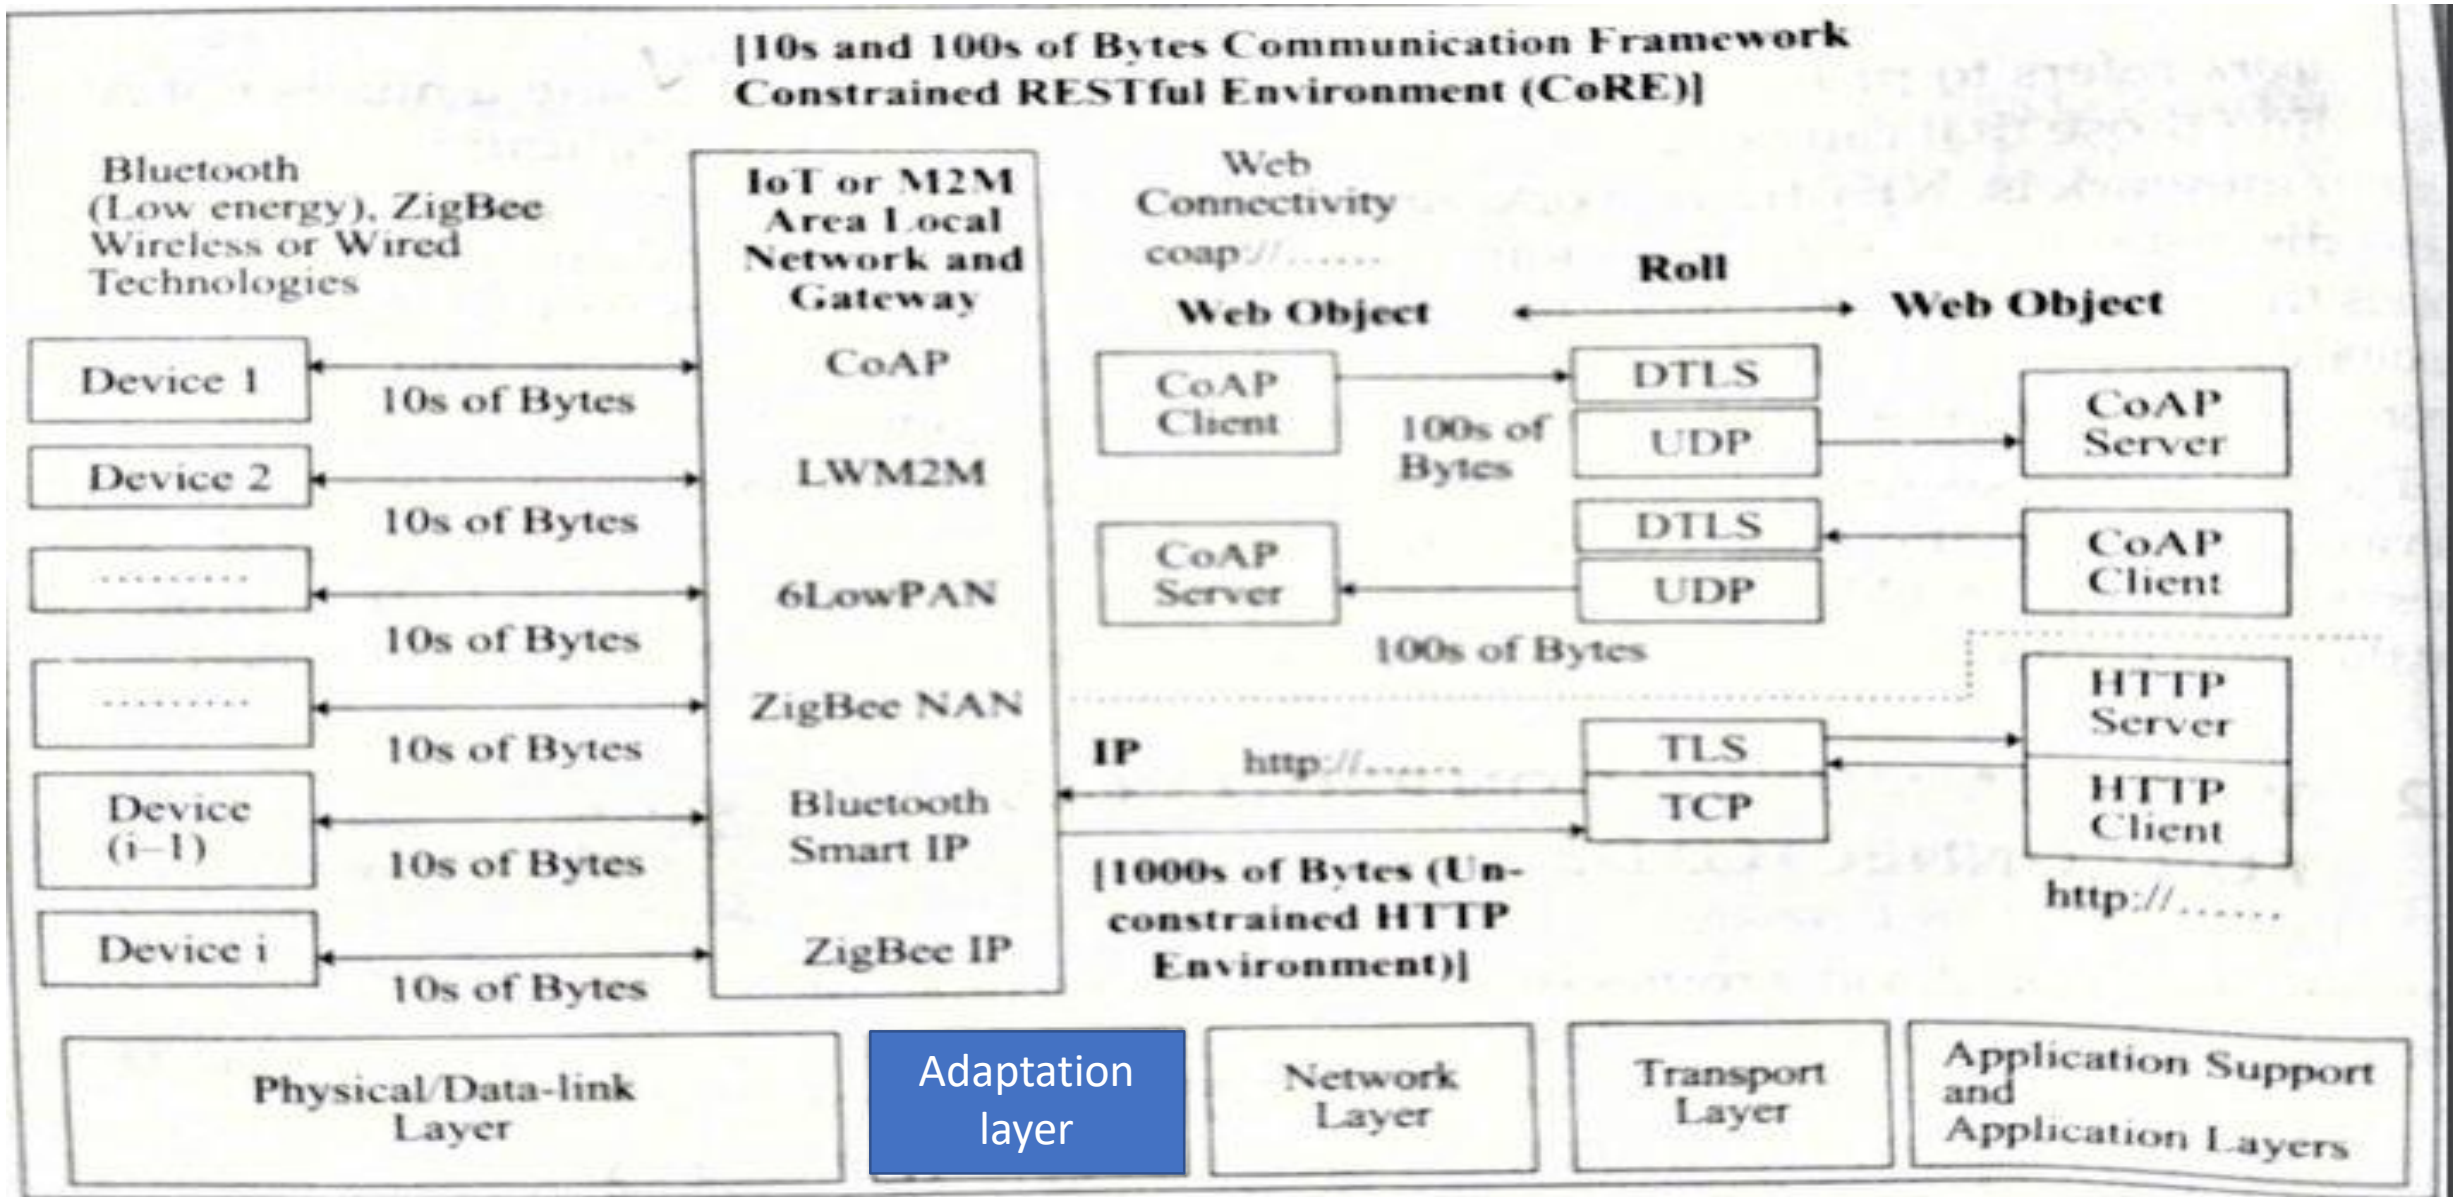 [10s and 100s of Bytes Communication Framework
Constrained RESTful Environment (CoRE)]
Bluetooth
(Low energy), ZigBee
Wireless or Wired
Technologies
Device 1
10s of Bytes
Device 2
10s of Bytes
.........
10s of Bytes
.........
10s of Bytes
Device
(i–1)
10s of Bytes
Device i
10s of Bytes
IoT or M2M
Area Local
Network and
Gateway
CoAP
LWM2M
6LowPAN
ZigBee NAN
Bluetooth
Smart IP
ZigBee IP
Web
Connectivity
coap://......
Web Object
Roll
Web Object
CoAP
Client
100s of
Bytes
DTLS
UDP
CoAP
Server
CoAP
Server
100s of Bytes
DTLS
UDP
CoAP
Client
IP
http://......
TLS
TCP
HTTP
Server
HTTP
Client
http://......
[1000s of Bytes (Un-
constrained HTTP
Environment)]
Physical/Data-link
Layer
Adaptation
layer
Network
Layer
Transport
Layer
Application Support
and
Application Layers